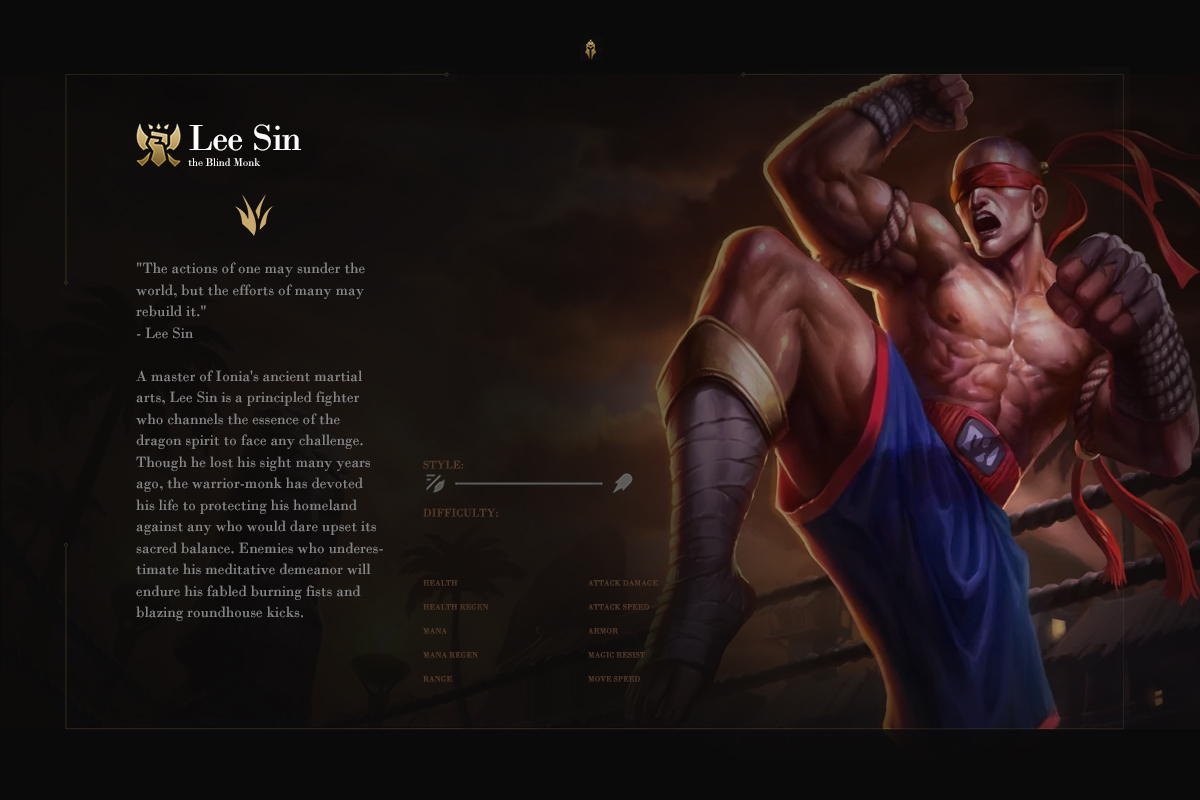 Lee Sin
the Blind Monk
"The actions of one may sunder the
world, but the efforts of many may
rebuild it."
- Lee Sin
A master of Ionia's ancient martial
arts, Lee Sin is a principled fighter
who channels the essence of the
dragon spirit to face any challenge.
Though he lost his sight many years
ago, the warrior-monk has devoted
his life to protecting his homeland
against any who would dare upset its
sacred balance. Enemies who underes-
timate his meditative demeanor will
endure his fabled burning fists and
blazing roundhouse kicks.
STYLE:
DIFFICULTY:
HEALTH
HEALTH REGEN
MANA
MANA REGEN
RANGE
ATTACK DAMAGE
ATTACK SPEED
ARMOR
MAGIC RESIST
MOVE SPEED